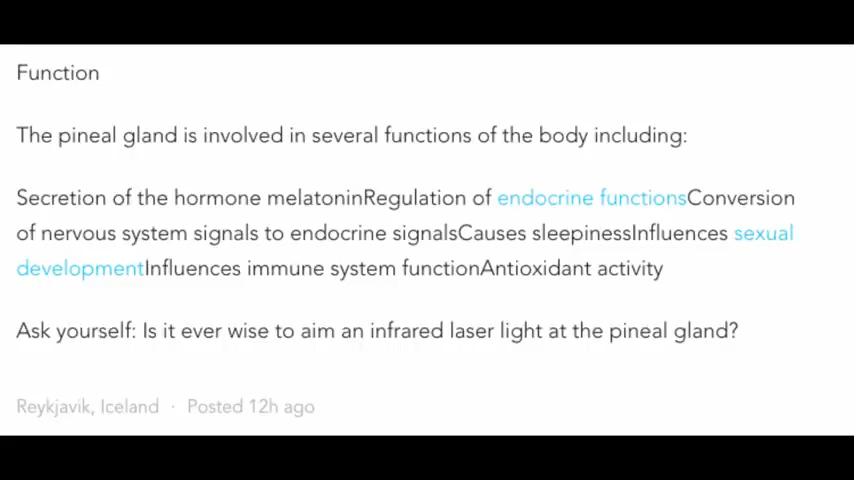 Function
The pineal gland is involved in several functions of the body including:
Secretion of the hormone melatoninRegulation of endocrine functionsConversion
of nervous system signals to endocrine signalsCauses sleepinessInfluences sexual
developmentInfluences immune system functionAntioxidant activity
Ask yourself: Is it ever wise to aim an infrared laser light at the pineal gland?
Reykjavik, Iceland · Posted 12h ago